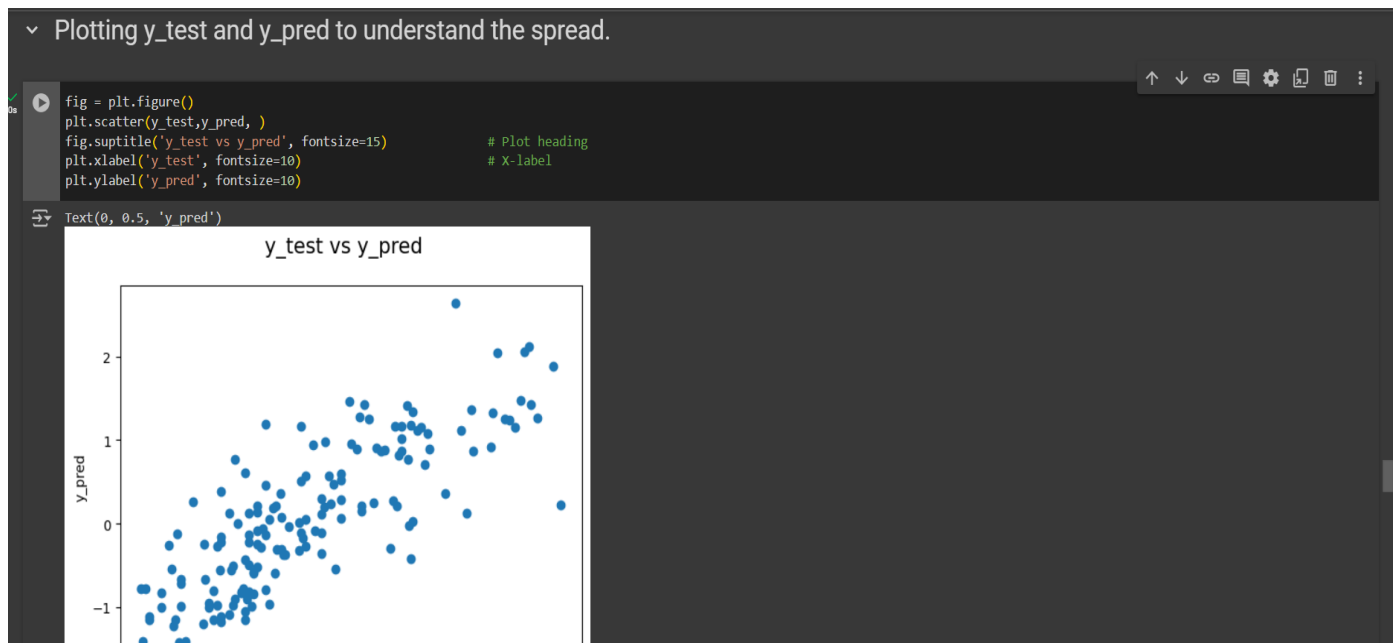 Plotting y_test and y_pred to understand the spread.
0s
fig = plt.figure()
plt.scatter(y_test,y_pred, )
fig.suptitle('y_test vs y_pred', fontsize=15) # Plot heading
plt.xlabel('y_test', fontsize=10) # X-label
plt.ylabel('y_pred', fontsize=10)
Text(0, 0.5, 'y_pred')
y_test vs y_pred
2
1
y_pred
0
−1